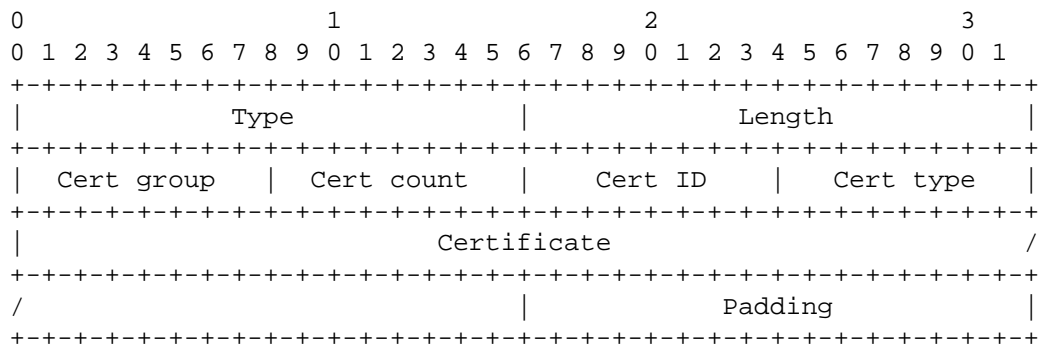 0                   1                   2                   3
0 1 2 3 4 5 6 7 8 9 0 1 2 3 4 5 6 7 8 9 0 1 2 3 4 5 6 7 8 9 0 1
+-+-+-+-+-+-+-+-+-+-+-+-+-+-+-+-+-+-+-+-+-+-+-+-+-+-+-+-+-+-+-+-+
|             Type              |             Length            |
+-+-+-+-+-+-+-+-+-+-+-+-+-+-+-+-+-+-+-+-+-+-+-+-+-+-+-+-+-+-+-+-+
|  Cert group   |  Cert count   |    Cert ID    |   Cert type   |
+-+-+-+-+-+-+-+-+-+-+-+-+-+-+-+-+-+-+-+-+-+-+-+-+-+-+-+-+-+-+-+-+
|                          Certificate                          /
+-+-+-+-+-+-+-+-+-+-+-+-+-+-+-+-+-+-+-+-+-+-+-+-+-+-+-+-+-+-+-+-+
/                               |            Padding            |
+-+-+-+-+-+-+-+-+-+-+-+-+-+-+-+-+-+-+-+-+-+-+-+-+-+-+-+-+-+-+-+-+